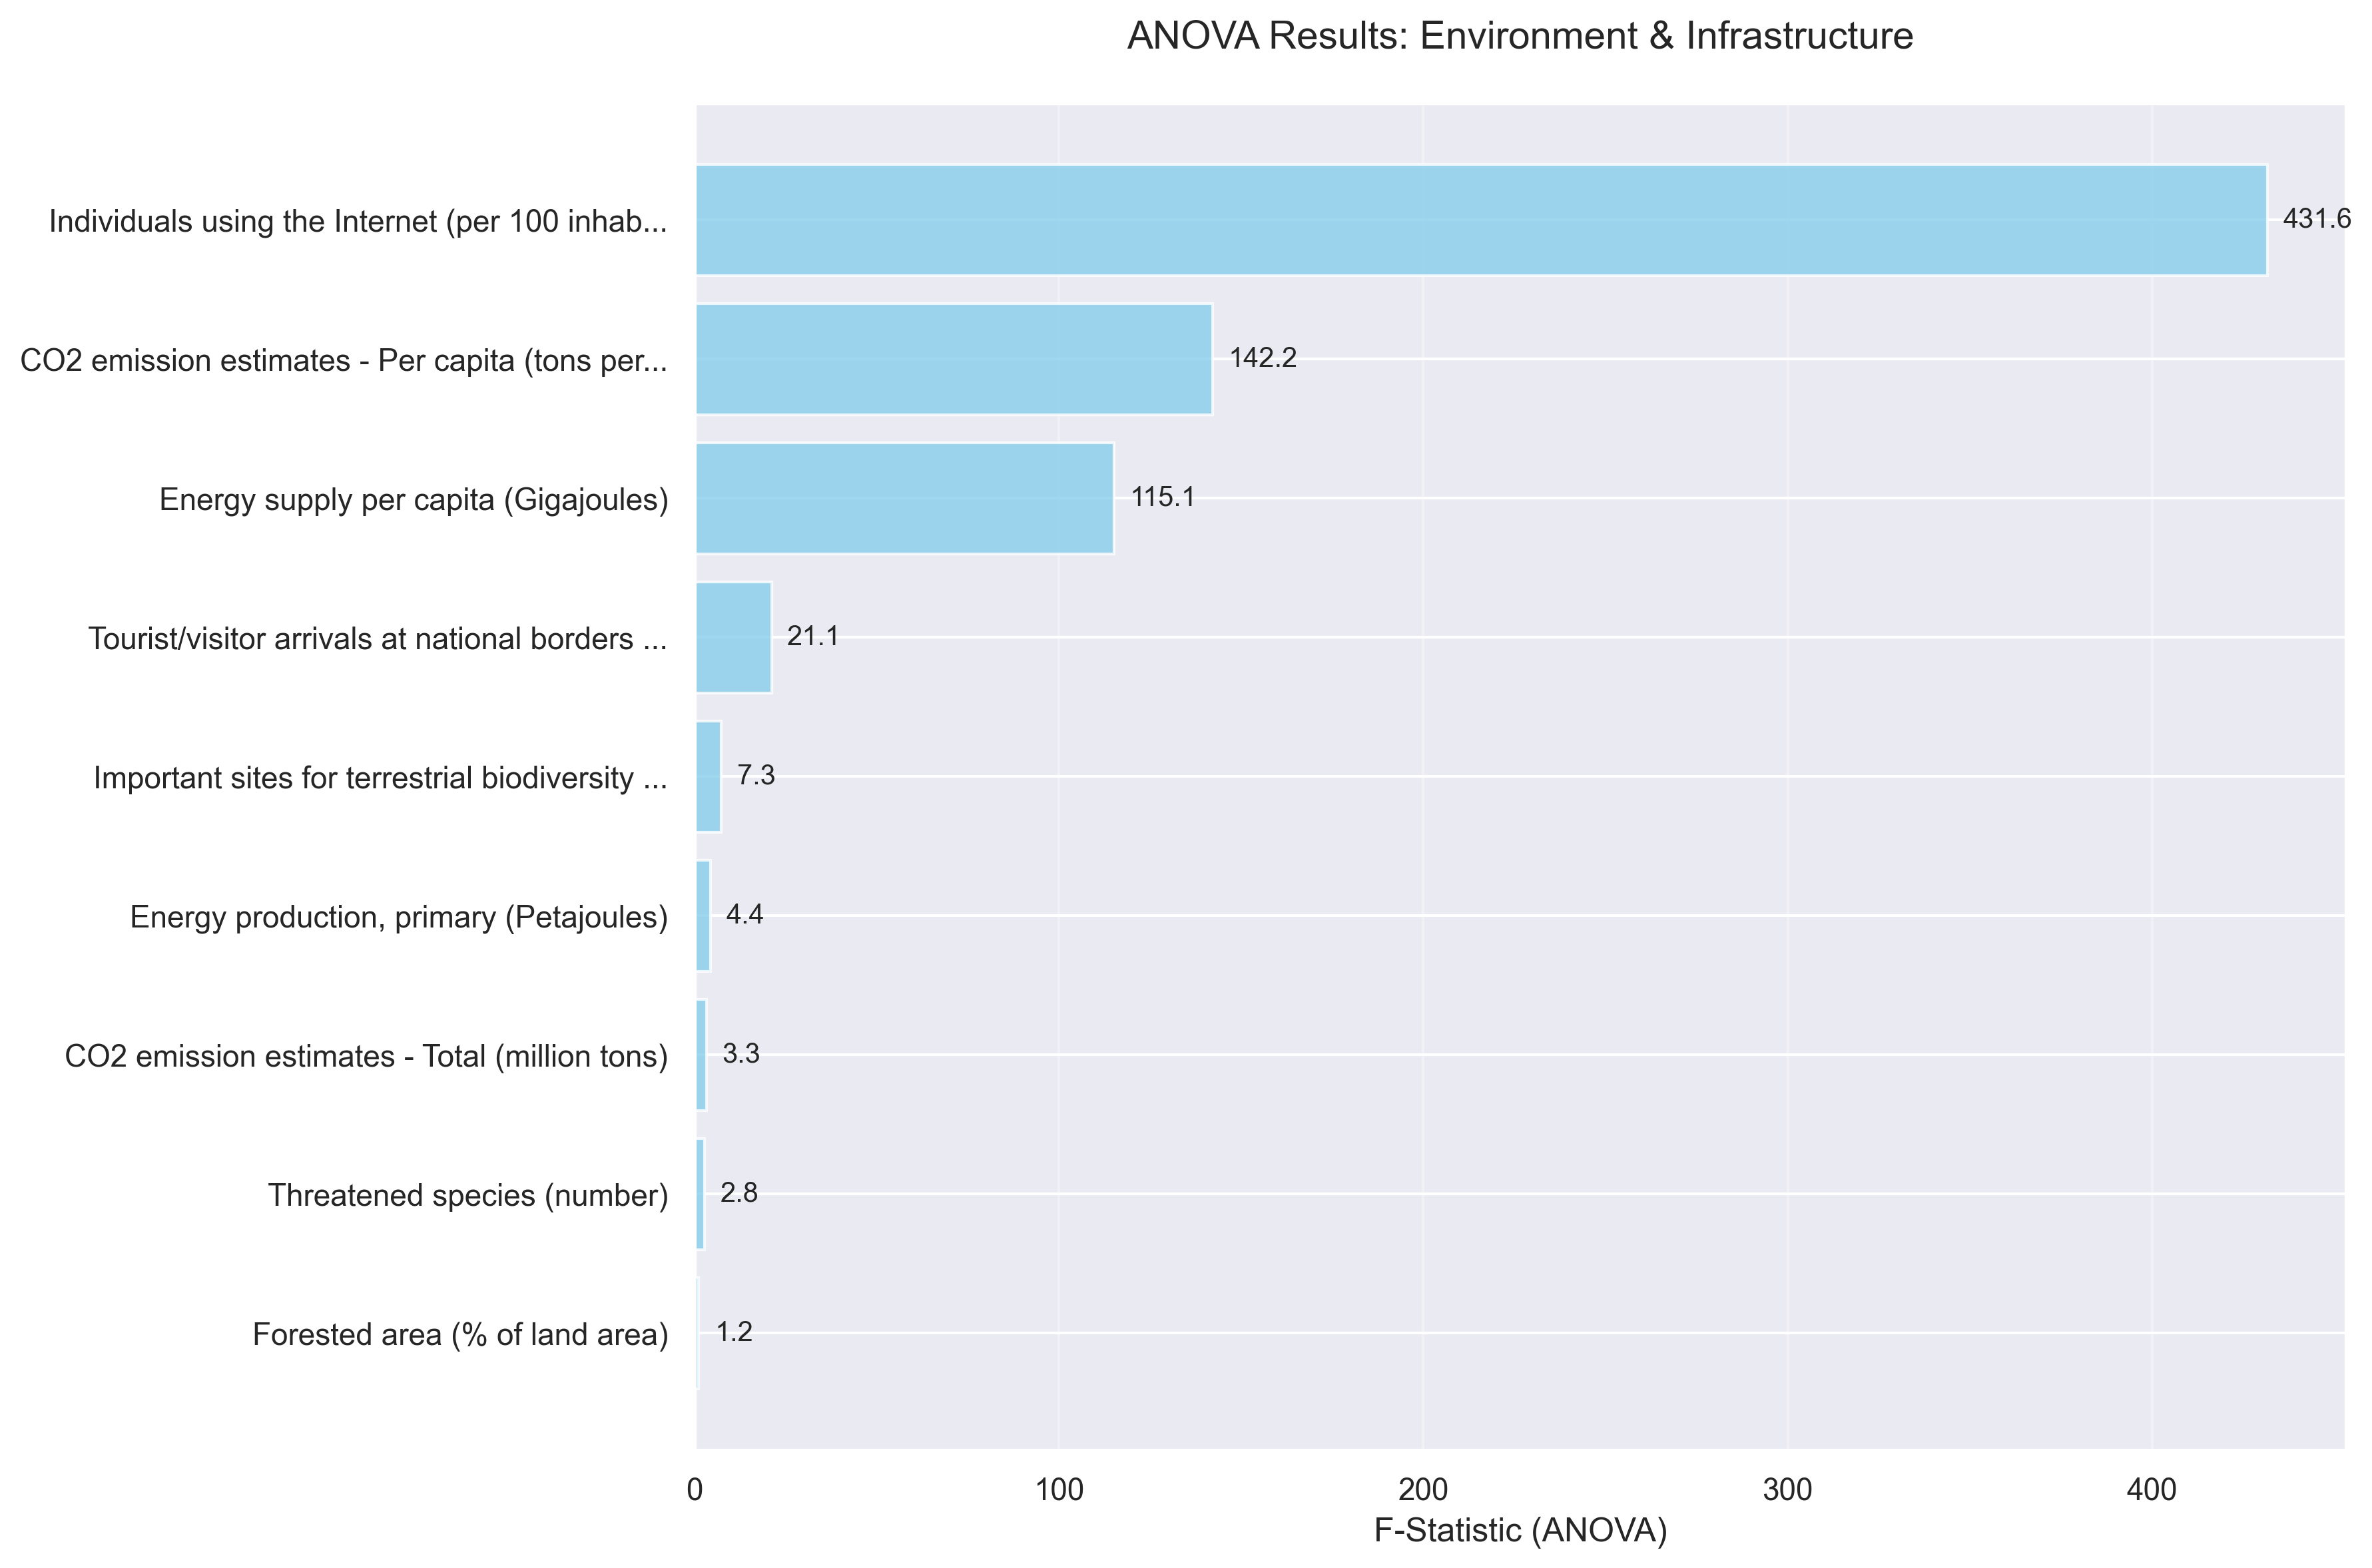 ANOVA Results: Environment & Infrastructure
Individuals using the Internet (per 100 inhab...
431.6
CO2 emission estimates - Per capita (tons per...
142.2
Energy supply per capita (Gigajoules)
115.1
Tourist/visitor arrivals at national borders ...
21.1
Important sites for terrestrial biodiversity ...
7.3
Energy production, primary (Petajoules)
4.4
CO2 emission estimates - Total (million tons)
3.3
Threatened species (number)
2.8
Forested area (% of land area)
1.2
0 100 200 300 400
F-Statistic (ANOVA)